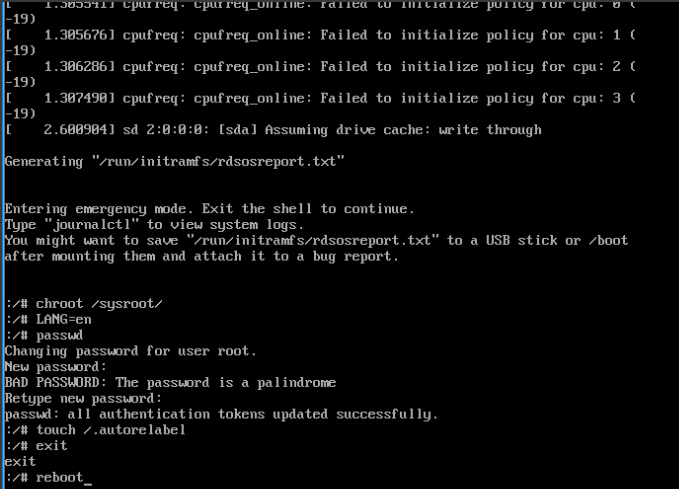 [    1.305541] cpufreq: cpufreq_online: Failed to initialize policy for cpu: 0 (
-19)
[    1.305676] cpufreq: cpufreq_online: Failed to initialize policy for cpu: 1 (
-19)
[    1.306286] cpufreq: cpufreq_online: Failed to initialize policy for cpu: 2 (
-19)
[    1.307490] cpufreq: cpufreq_online: Failed to initialize policy for cpu: 3 (
-19)
[    2.600904] sd 2:0:0:0: [sda] Assuming drive cache: write through
Generating "/run/initramfs/rdsosreport.txt"
Entering emergency mode. Exit the shell to continue.
Type "journalctl" to view system logs.
You might want to save "/run/initramfs/rdsosreport.txt" to a USB stick or /boot
after mounting them and attach it to a bug report.
:/# chroot /sysroot/
:/# LANG=en
:/# passwd
Changing password for user root.
New password:
BAD PASSWORD: The password is a palindrome
Retype new password:
passwd: all authentication tokens updated successfully.
:/# touch /.autorelabel
:/# exit
exit
:/# reboot_